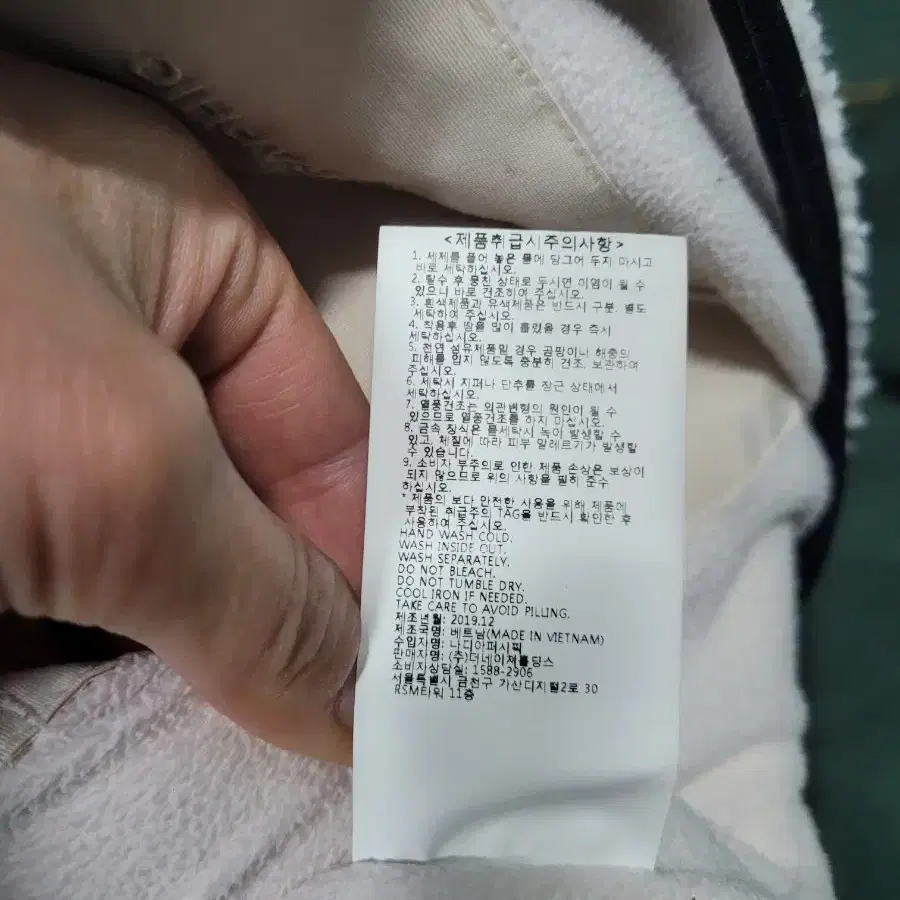 <제품취급시주의사항>
1. 세제를 풀어 놓은 물에 담그어 두지 마시고
바로 세탁하십시오.
2. 탈수 후 뭉친 상태로 두시면 이염이 될 수
있으니 바로 건조하여 주십시오.
3. 흰색제품과 유색제품은 반드시 구분, 별도
세탁하여 주십시오.
4. 착용후 땀을 많이 흘렸을 경우 즉시
세탁하십시오.
5. 천연 섬유제품일 경우 곰팡이나 해충의
피해를 입지 않도록 충분히 건조, 보관하여
주십시오.
6. 세탁시 지퍼나 단추를 잠근 상태에서
세탁하십시오.
7. 열풍건조는 외관변형의 원인이 될 수
있으므로 열풍건조를 하지 마십시오.
8. 금속 장식은 물세탁시 녹이 발생할 수
있고, 체질에 따라 피부 알레르기가 발생할
수 있습니다.
9. 소비자 부주의로 인한 제품 손상은 보상이
되지 않으므로 위의 사항을 필히 준수
하십시오.
* 제품의 보다 안전한 사용을 위해 제품에
부착된 취급주의 TAG을 반드시 확인한 후
사용하여 주십시오.
HAND WASH COLD.
WASH INSIDE OUT.
WASH SEPARATELY.
DO NOT BLEACH.
DO NOT TUMBLE DRY.
COOL IRON IF NEEDED.
TAKE CARE TO AVOID PILLING.
제조년월: 2019.12
제조국명: 베트남(MADE IN VIETNAM)
수입자명: 나디아퍼시픽
판매자명: (주)더네이쳐홀딩스
소비자상담실: 1588-2906
서울특별시 금천구 가산디지털2로 30
RSM타워 11층